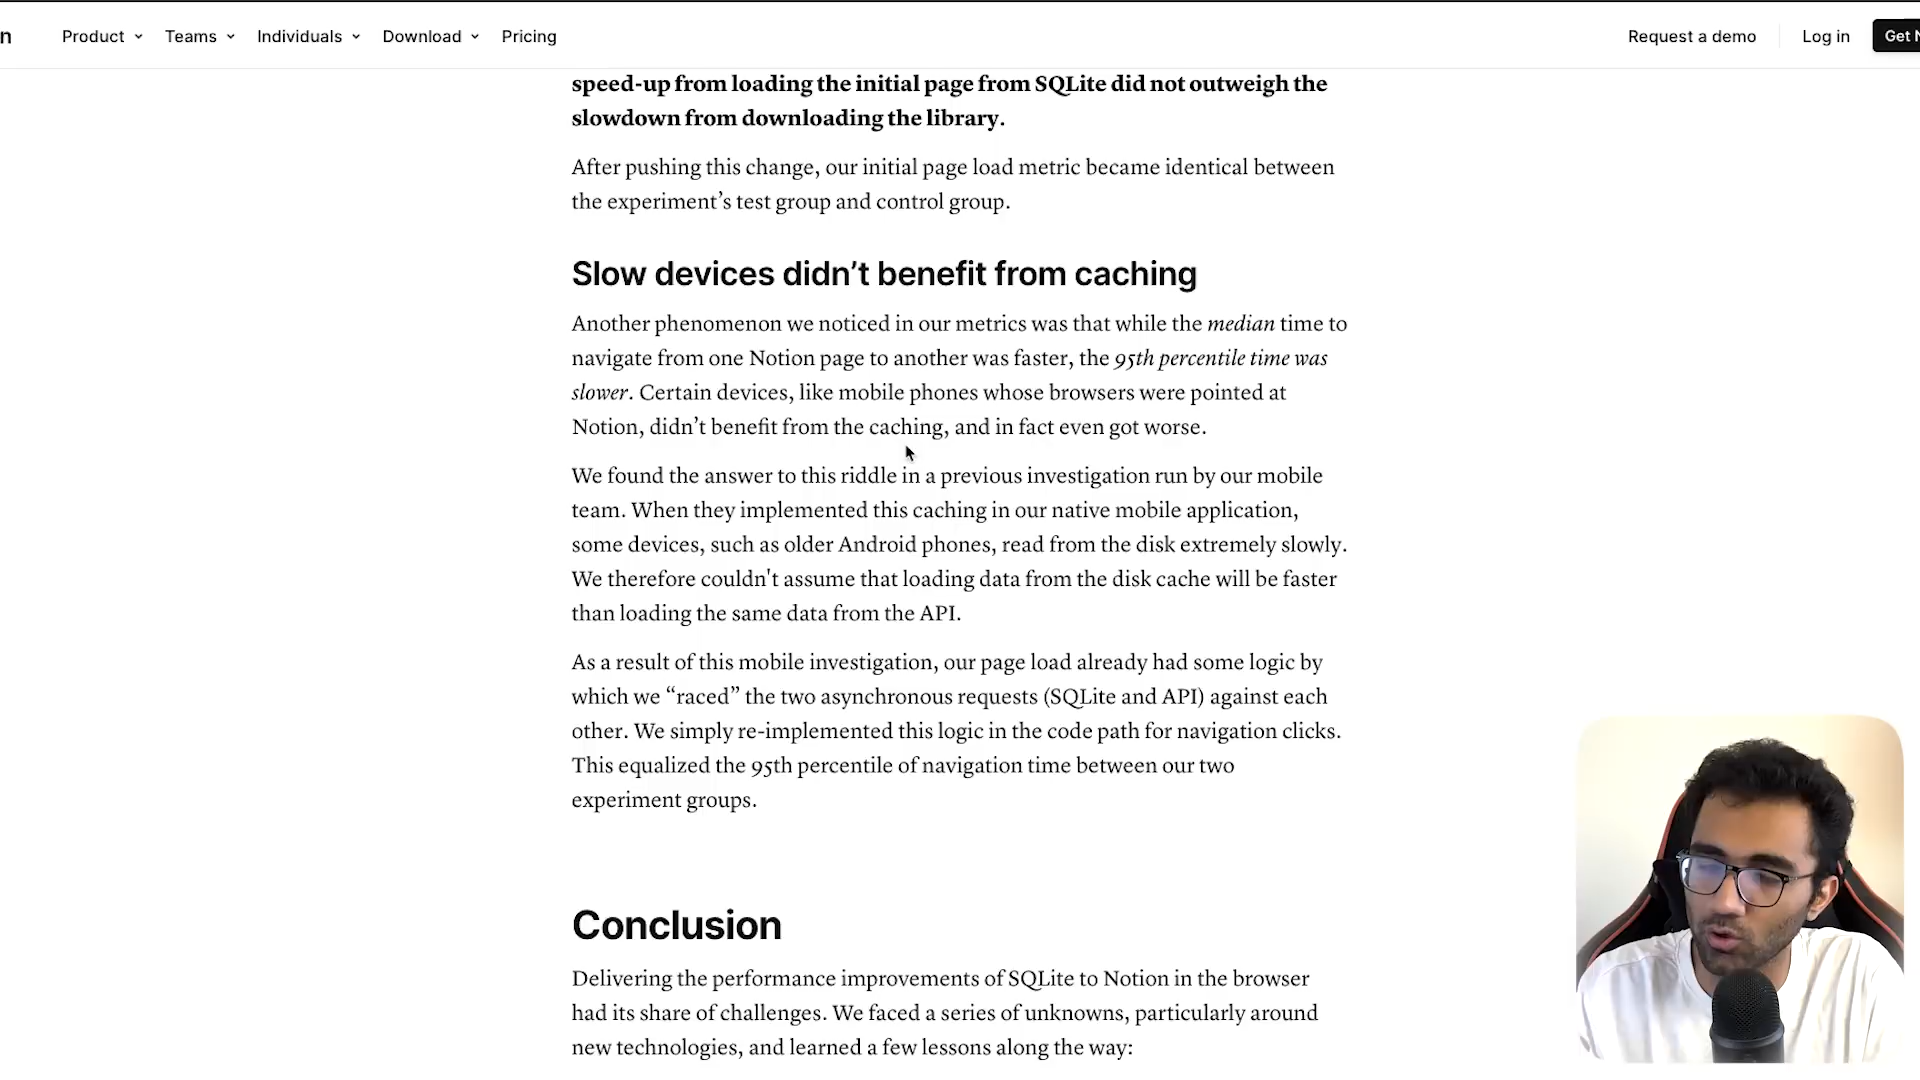 n
Product
Teams
Individuals
Download
Pricing
Request a demo
Log in
Get N
speed-up from loading the initial page from SQLite did not outweigh the
slowdown from downloading the library.
After pushing this change, our initial page load metric became identical between
the experiment’s test group and control group.
Slow devices didn’t benefit from caching
Another phenomenon we noticed in our metrics was that while the median time to
navigate from one Notion page to another was faster, the 95th percentile time was
slower. Certain devices, like mobile phones whose browsers were pointed at
Notion, didn’t benefit from the caching, and in fact even got worse.
We found the answer to this riddle in a previous investigation run by our mobile
team. When they implemented this caching in our native mobile application,
some devices, such as older Android phones, read from the disk extremely slowly.
We therefore couldn't assume that loading data from the disk cache will be faster
than loading the same data from the API.
As a result of this mobile investigation, our page load already had some logic by
which we “raced” the two asynchronous requests (SQLite and API) against each
other. We simply re-implemented this logic in the code path for navigation clicks.
This equalized the 95th percentile of navigation time between our two
experiment groups.
Conclusion
Delivering the performance improvements of SQLite to Notion in the browser
had its share of challenges. We faced a series of unknowns, particularly around
new technologies, and learned a few lessons along the way: